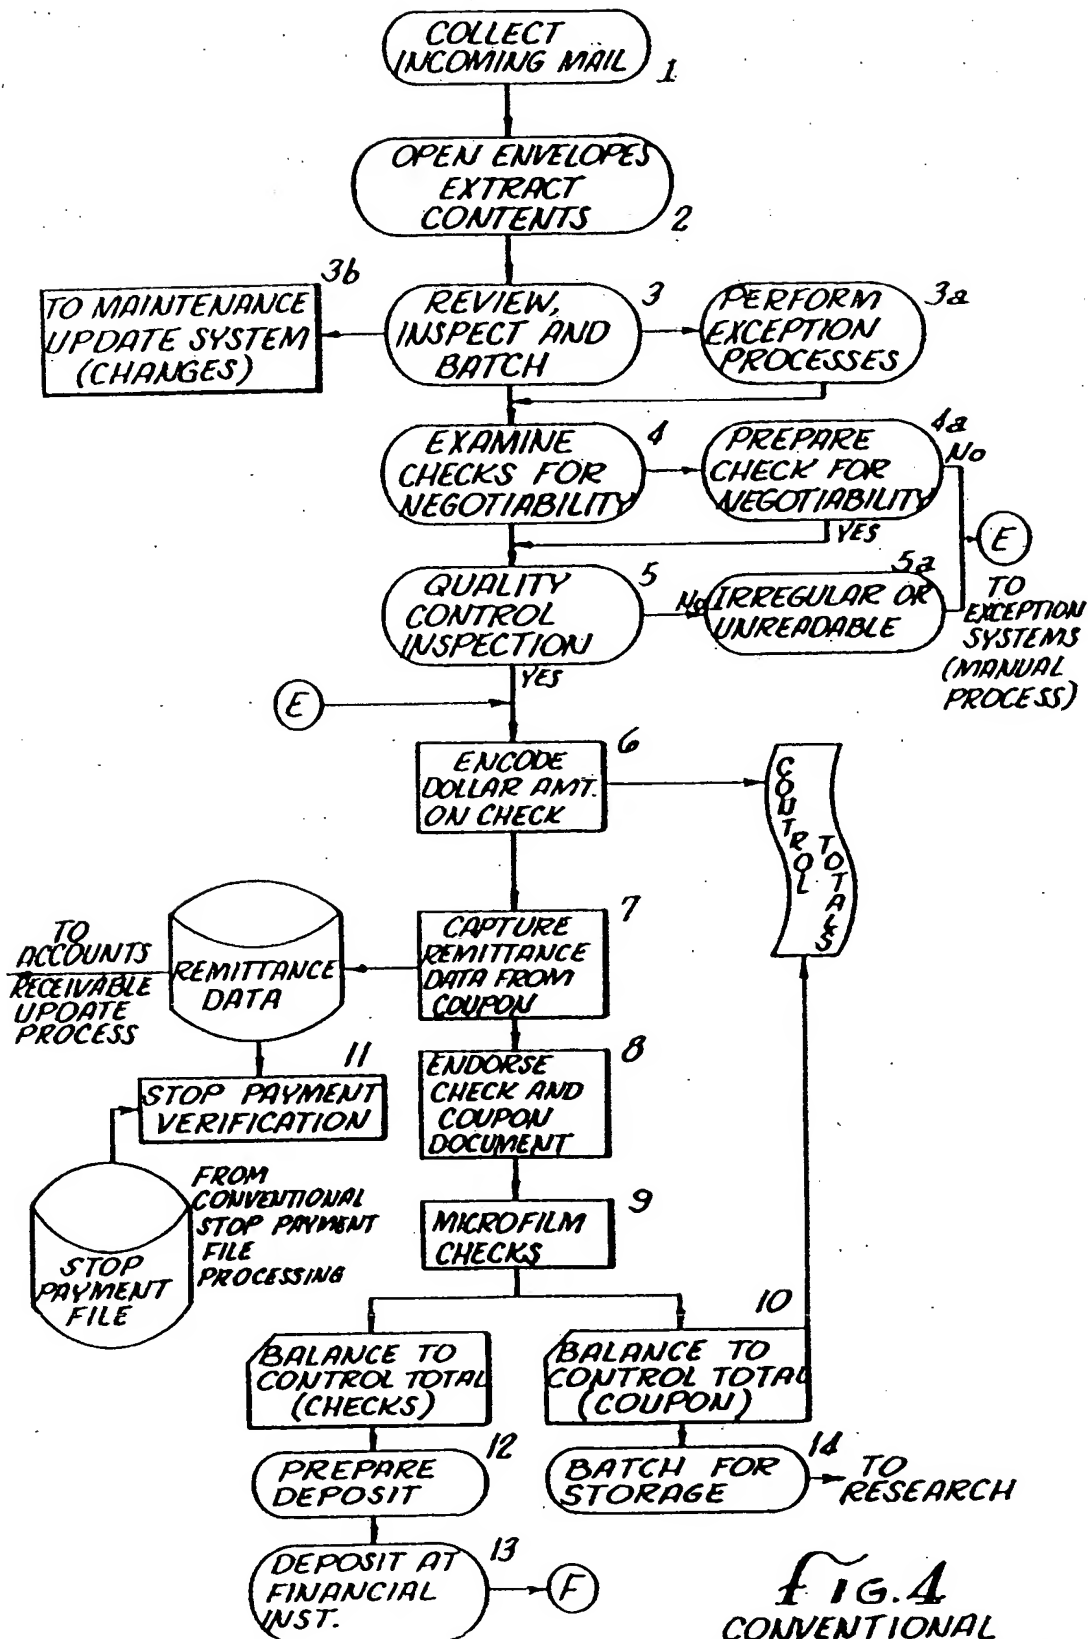 COLLECT
INCOMING MAIL
1
OPEN ENVELOPES
EXTRACT
CONTENTS
2
3b
TO MAINTENANCE
UPDATE SYSTEM
(CHANGES)
REVIEW,
INSPECT AND
BATCH
3
PERFORM
EXCEPTION
PROCESSES
3a
EXAMINE
CHECKS FOR
NEGOTIABILITY
4
PREPARE
CHECK FOR
NEGOTIABILITY
4a
NO
YES
E
TO
EXCEPTION
SYSTEMS
(MANUAL
PROCESS)
QUALITY
CONTROL
INSPECTION
5
NO
5a
IRREGULAR OR
UNREADABLE
YES
E
6
ENCODE
DOLLAR AMT.
ON CHECK
CONTROL
TOTALS
7
CAPTURE
REMITTANCE
DATA FROM
COUPON
REMITTANCE
DATA
TO
ACCOUNTS
RECEIVABLE
UPDATE
PROCESS
8
ENDORSE
CHECK AND
COUPON
DOCUMENT
11
STOP PAYMENT
VERIFICATION
FROM
CONVENTIONAL
STOP PAYMENT
FILE
PROCESSING
STOP
PAYMENT
FILE
9
MICROFILM
CHECKS
10
BALANCE TO
CONTROL TOTAL
(CHECKS)
BALANCE TO
CONTROL TOTAL
(COUPON)
12
PREPARE
DEPOSIT
14
BATCH FOR
STORAGE
TO
RESEARCH
13
DEPOSIT AT
FINANCIAL
INST.
F
FIG. 4
CONVENTIONAL